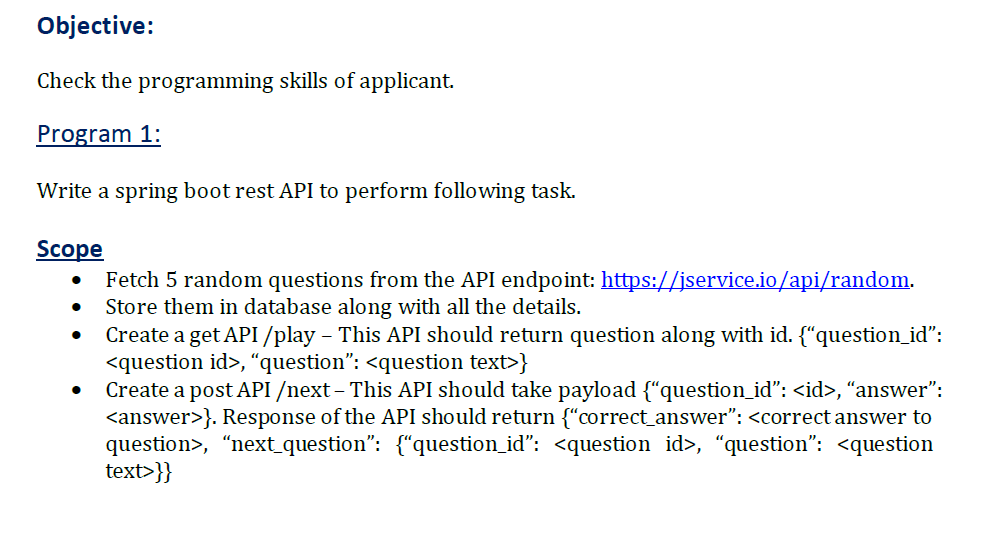 Objective:
Check the programming skills of applicant.
Program 1:
Write a spring boot rest API to perform following task.
Scope
• Fetch 5 random questions from the API endpoint: https://jservice.io/api/random.
• Store them in database along with all the details.
• Create a get API /play – This API should return question along with id. {“question_id”:
<question id>, “question”: <question text>}
• Create a post API /next – This API should take payload {“question_id”: <id>, “answer”:
<answer>}. Response of the API should return {“correct_answer”: <correct answer to
question>, “next_question”: {“question_id”: <question id>, “question”: <question
text>}}